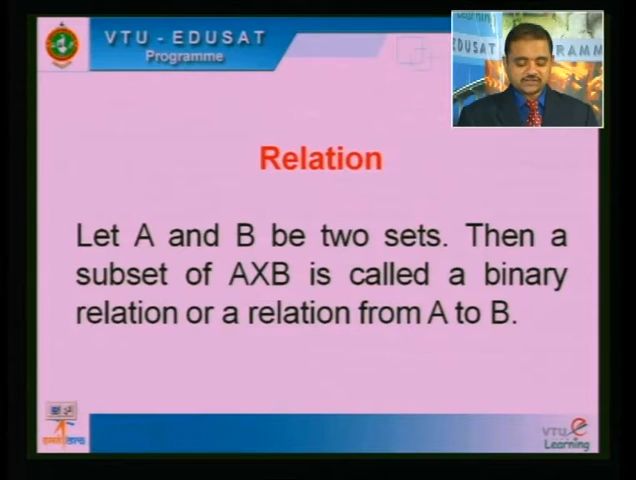 VTU - EDUSAT
Programme
EDUSAT
RAMM
Relation
Let A and B be two sets. Then a
subset of AXB is called a binary
relation or a relation from A to B.
VTU e
Learning